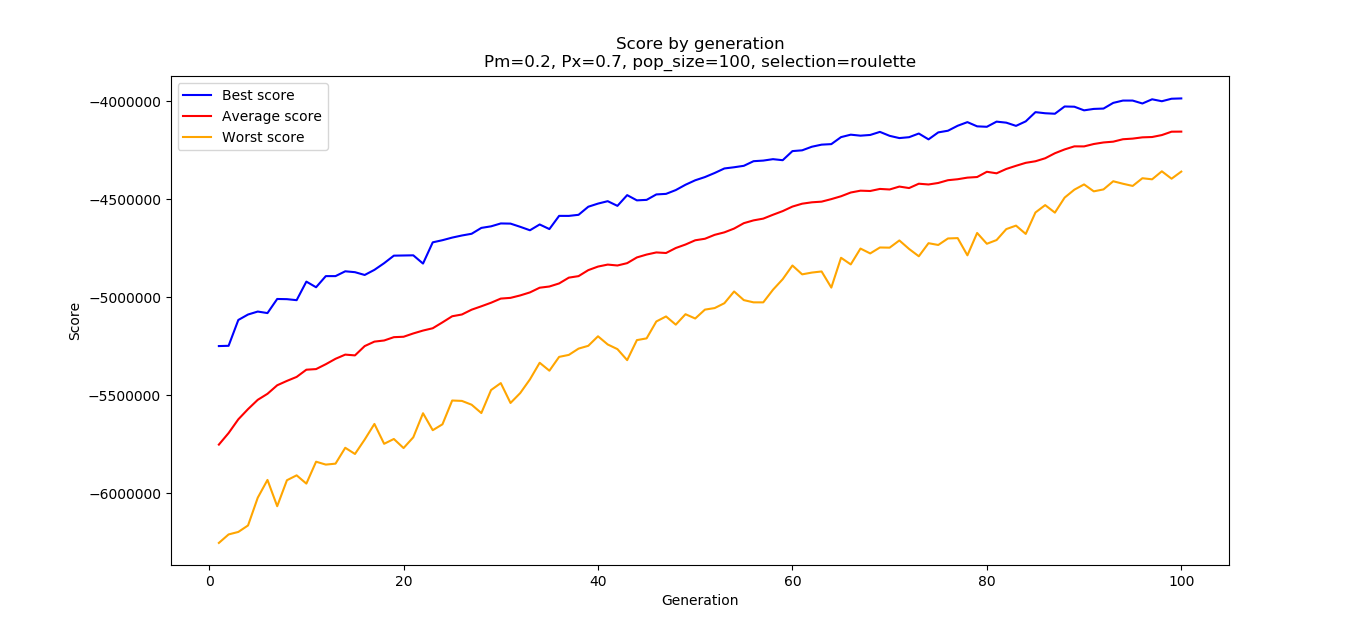 Score by generation
Pm=0.2, Px=0.7, pop_size=100, selection=roulette
Best score
Average score
Worst score
−4000000
−4500000
−5000000
−5500000
−6000000
Score
0 20 40 60 80 100
Generation